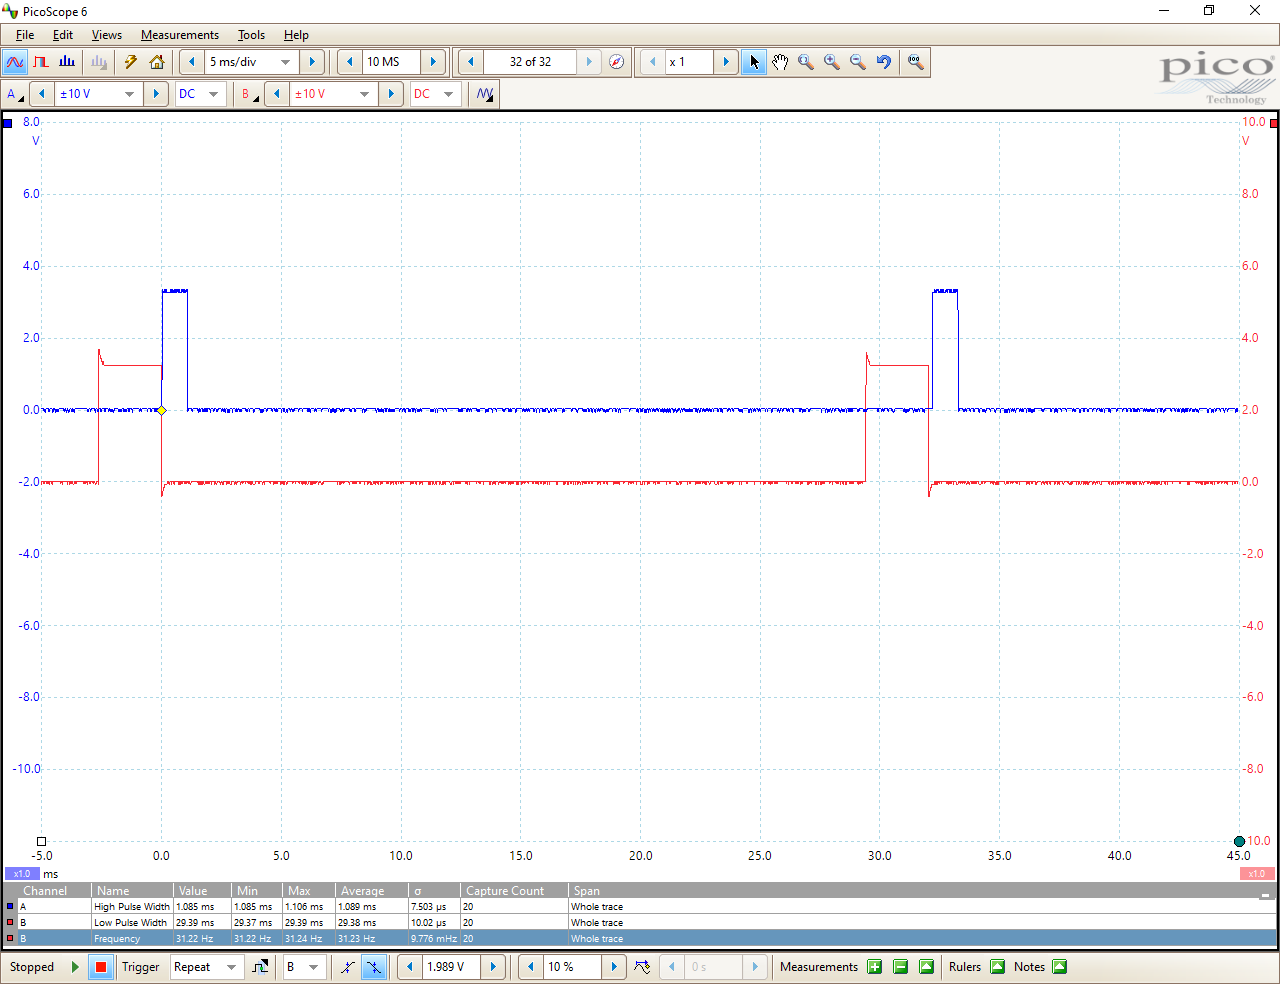 PicoScope 6
File Edit Views Measurements Tools Help
5 ms/div 10 MS 32 of 32 x 1
pico
Technology
A ±10 V DC B ±10 V DC
8.0 10.0
V V
6.0 8.0
4.0 6.0
2.0 4.0
0.0 2.0
-2.0 0.0
-4.0 -2.0
-6.0 -4.0
-8.0 -6.0
-10.0 -8.0
10.0
-5.0 0.0 5.0 10.0 15.0 20.0 25.0 30.0 35.0 40.0 45.0
x1.0 ms x1.0
Channel Name Value Min Max Average σ Capture Count Span
A High Pulse Width 1.085 ms 1.085 ms 1.106 ms 1.089 ms 7.503 µs 20 Whole trace
B Low Pulse Width 29.39 ms 29.37 ms 29.39 ms 29.38 ms 10.02 µs 20 Whole trace
B Frequency 31.22 Hz 31.22 Hz 31.24 Hz 31.23 Hz 9.776 mHz 20 Whole trace
Stopped Trigger Repeat B 1.989 V 10 % 0 s Measurements Rulers Notes